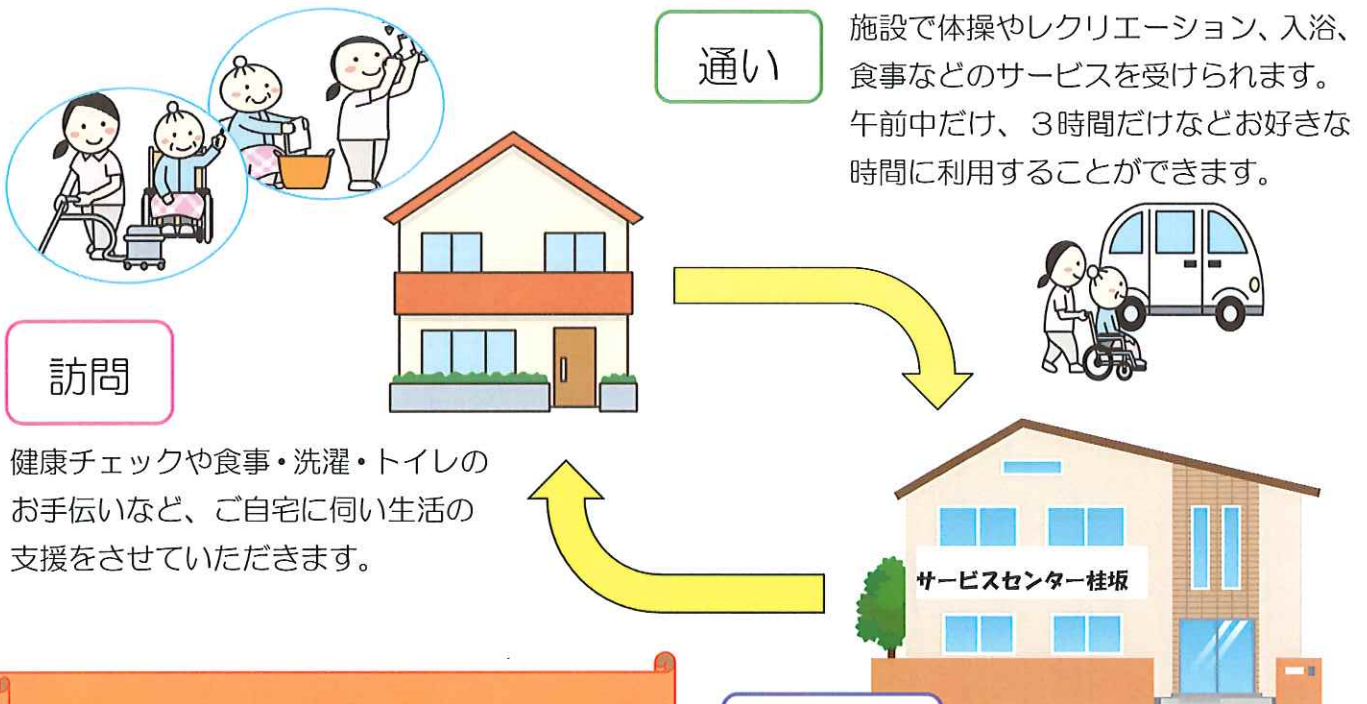 通い
施設で体操やレクリエーション、入浴、
食事などのサービスを受けられます。
午前中だけ、３時間だけなどお好きな
時間に利用することができます。
訪問
健康チェックや食事・洗濯・トイレの
お手伝いなど、ご自宅に伺い生活の
支援をさせていただきます。
サービスセンター桂坂